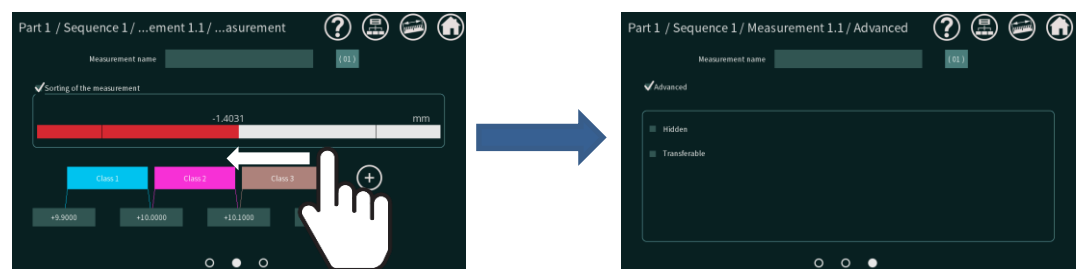 Part 1 / Sequence 1 / ...ement 1.1 / ...asurement
?
Measurement name
(01)
Sorting of the measurement
-1.4031 mm
Class 1 Class 2 Class 3
+
+9.9000 +10.0000 +10.1000
Part 1 / Sequence 1 / Measurement 1.1 / Advanced
?
Measurement name
(01)
Advanced
Hidden
Transferable